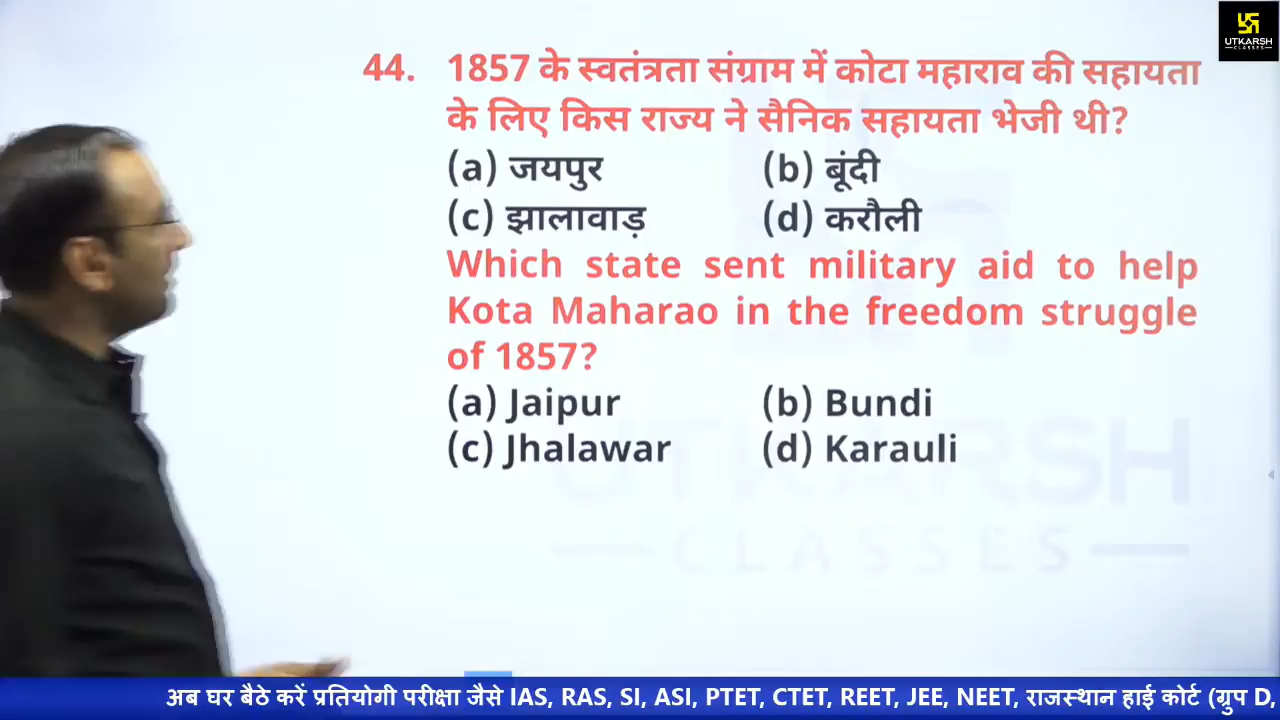 UTKARSH
CLASSES
44. 1857 के स्वतंत्रता संग्राम में कोटा महाराव की सहायता
के लिए किस राज्य ने सैनिक सहायता भेजी थी?
(a) जयपुर (b) बूंदी
(c) झालावाड़ (d) करौली
Which state sent military aid to help
Kota Maharao in the freedom struggle
of 1857?
(a) Jaipur (b) Bundi
(c) Jhalawar (d) Karauli
UTKARSH
CLASSES
अब घर बैठे करें प्रतियोगी परीक्षा जैसे IAS, RAS, SI, ASI, PTET, CTET, REET, JEE, NEET, राजस्थान हाई कोर्ट (ग्रुप D,